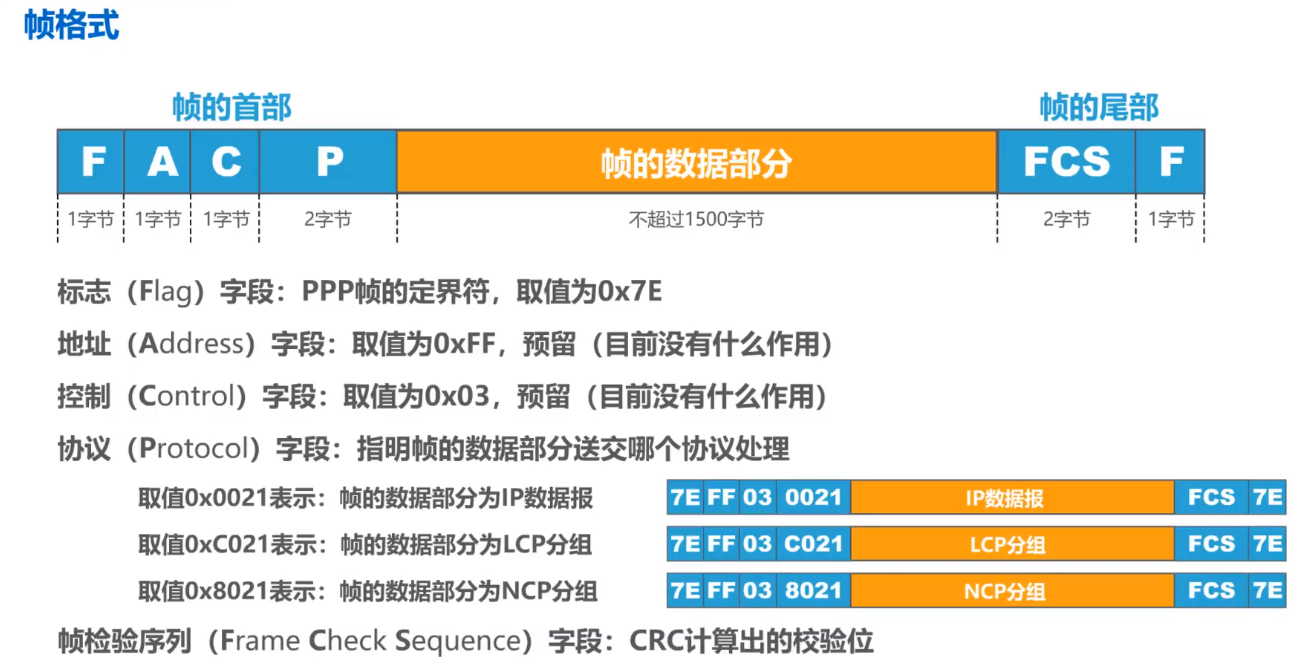 帧格式
帧的首部
帧的尾部
F A C P 帧的数据部分 FCS F
1字节 1字节 1字节 2字节 不超过1500字节 2字节 1字节
标志（Flag）字段：PPP帧的定界符，取值为0x7E
地址（Address）字段：取值为0xFF，预留（目前没有什么作用）
控制（Control）字段：取值为0x03，预留（目前没有什么作用）
协议（Protocol）字段：指明帧的数据部分送交哪个协议处理
取值0x0021表示：帧的数据部分为IP数据报
7E FF 03 0021 IP数据报 FCS 7E
取值0xC021表示：帧的数据部分为LCP分组
7E FF 03 C021 LCP分组 FCS 7E
取值0x8021表示：帧的数据部分为NCP分组
7E FF 03 8021 NCP分组 FCS 7E
帧检验序列（Frame Check Sequence）字段：CRC计算出的校验位